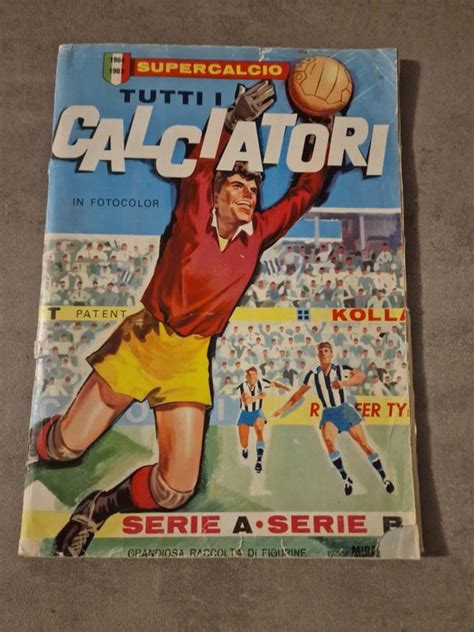 1964
1965
SUPERCALCIO
TUTTI I
CALCIATORI
IN FOTOCOLOR
T PATENT
KOLLA
SERIE A • SERIE B
GRANDIOSA RACCOLTA DI FIGURINE